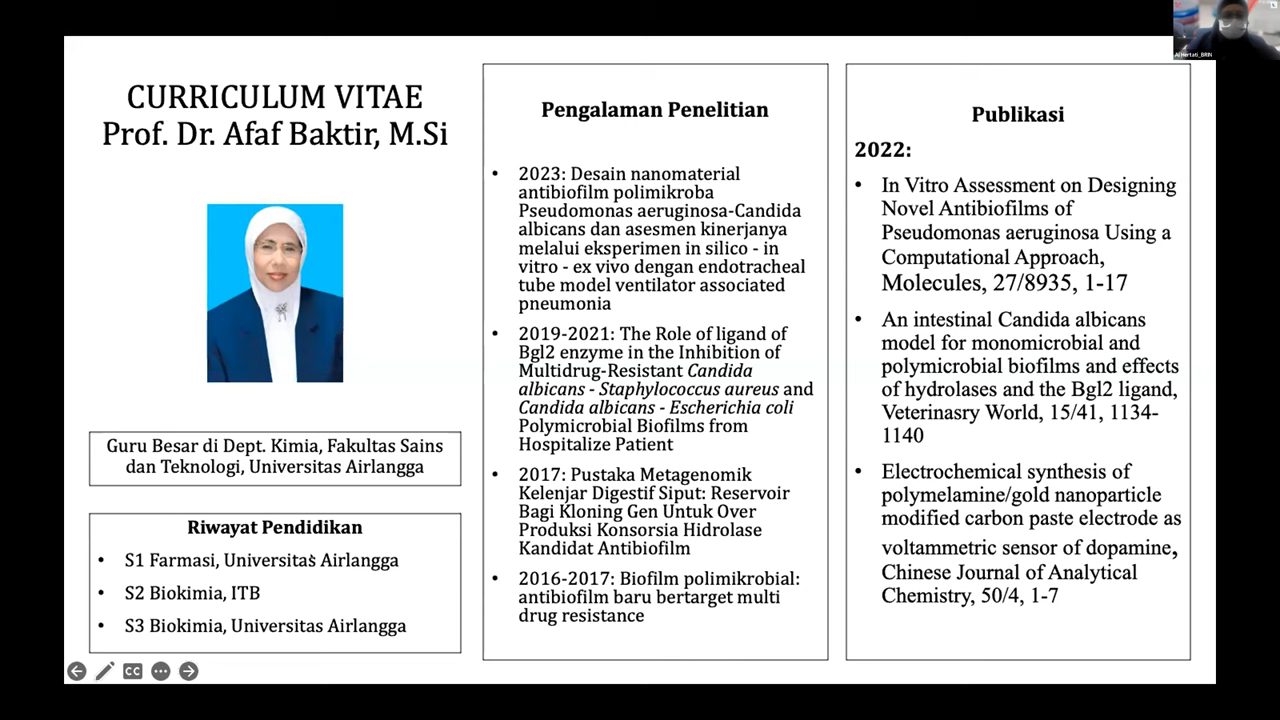 CURRICULUM VITAE
Prof. Dr. Afaf Baktir, M.Si
Guru Besar di Dept. Kimia, Fakultas Sains
dan Teknologi, Universitas Airlangga
Riwayat Pendidikan
• S1 Farmasi, Universitas Airlangga
• S2 Biokimia, ITB
• S3 Biokimia, Universitas Airlangga
CC
Pengalaman Penelitian
• 2023: Desain nanomaterial
antibiofilm polimikroba
Pseudomonas aeruginosa-Candida
albicans dan asesmen kinerjanya
melalui eksperimen in silico - in
vitro - ex vivo dengan endotracheal
tube model ventilator associated
pneumonia
• 2019-2021: The Role of ligand of
Bgl2 enzyme in the Inhibition of
Multidrug-Resistant Candida
albicans - Staphylococcus aureus and
Candida albicans - Escherichia coli
Polymicrobial Biofilms from
Hospitalize Patient
• 2017: Pustaka Metagenomik
Kelenjar Digestif Siput: Reservoir
Bagi Kloning Gen Untuk Over
Produksi Konsorsia Hidrolase
Kandidat Antibiofilm
• 2016-2017: Biofilm polimikrobial:
antibiofilm baru bertarget multi
drug resistance
Publikasi
2022:
• In Vitro Assessment on Designing
Novel Antibiofilms of
Pseudomonas aeruginosa Using a
Computational Approach,
Molecules, 27/8935, 1-17
• An intestinal Candida albicans
model for monomicrobial and
polymicrobial biofilms and effects
of hydrolases and the Bgl2 ligand,
Veterinasry World, 15/41, 1134-
1140
• Electrochemical synthesis of
polymelamine/gold nanoparticle
modified carbon paste electrode as
voltammetric sensor of dopamine,
Chinese Journal of Analytical
Chemistry, 50/4, 1-7